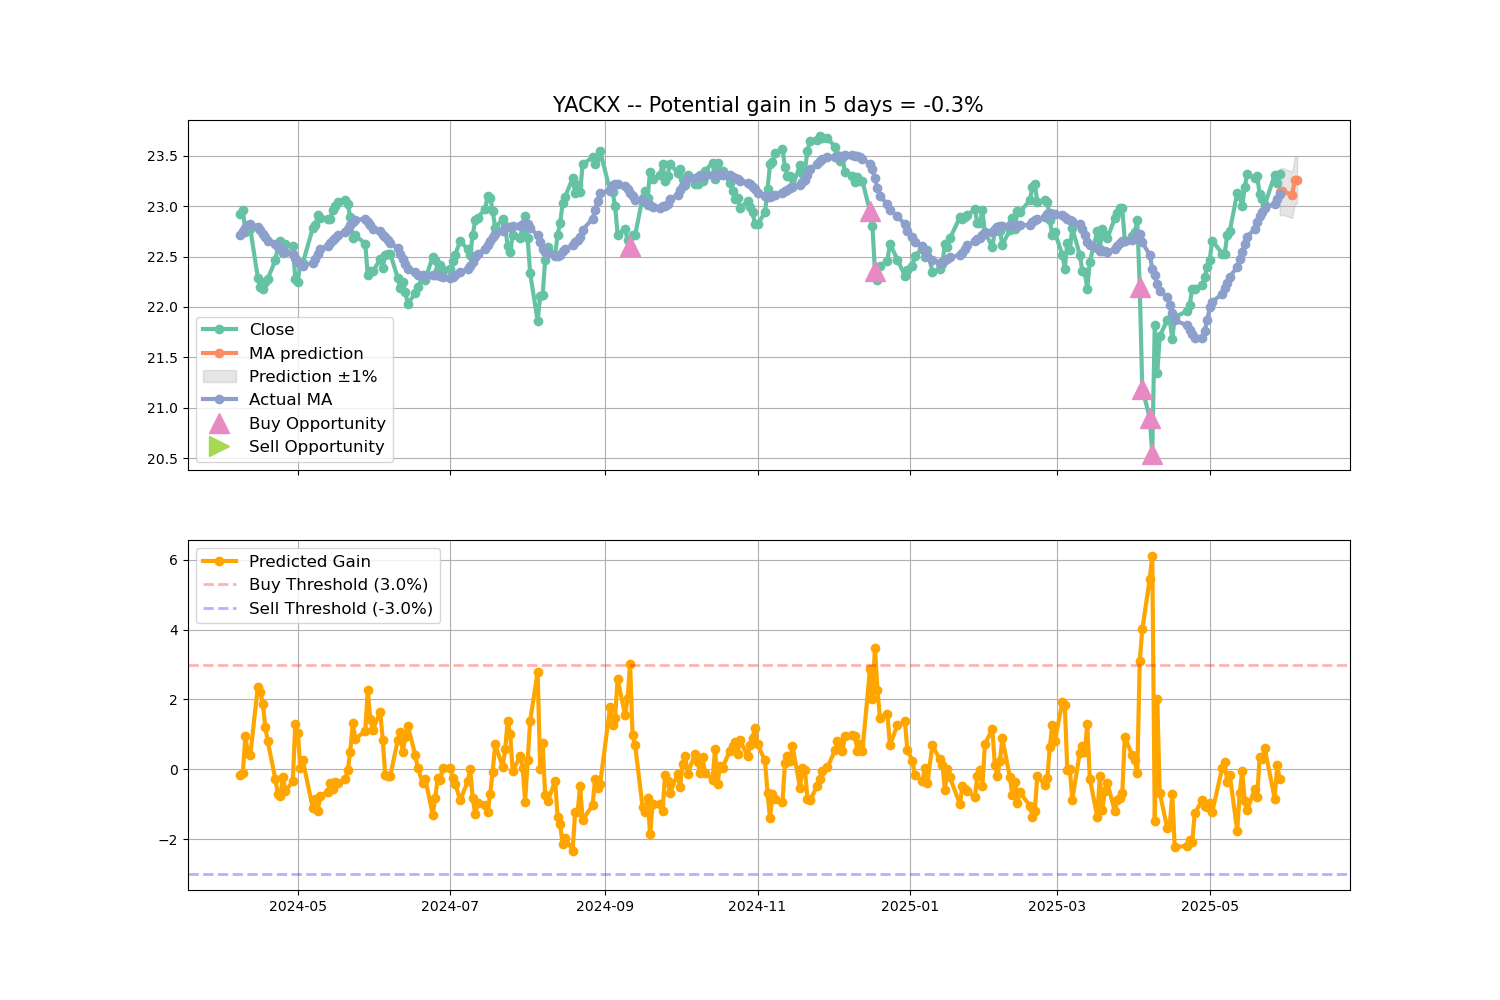 YACKX -- Potential gain in 5 days = -0.3%
23.5
23.0
22.5
22.0
21.5
21.0
20.5
Close
MA prediction
Prediction ±1%
Actual MA
Buy Opportunity
Sell Opportunity
6
4
2
0
−2
Predicted Gain
Buy Threshold (3.0%)
Sell Threshold (-3.0%)
2024-05 2024-07 2024-09 2024-11 2025-01 2025-03 2025-05